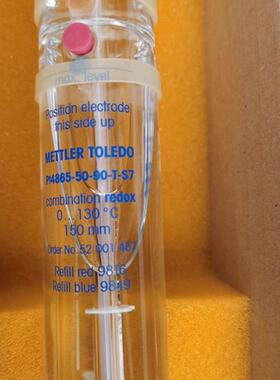 max. level
Position electrode
this side up
METTLER TOLEDO
Pt4865-50-90-T-S7
combination redox
0...130 °C
150 mm
Order No. 52 001 467
Refill red 9816
Refill blue 9849